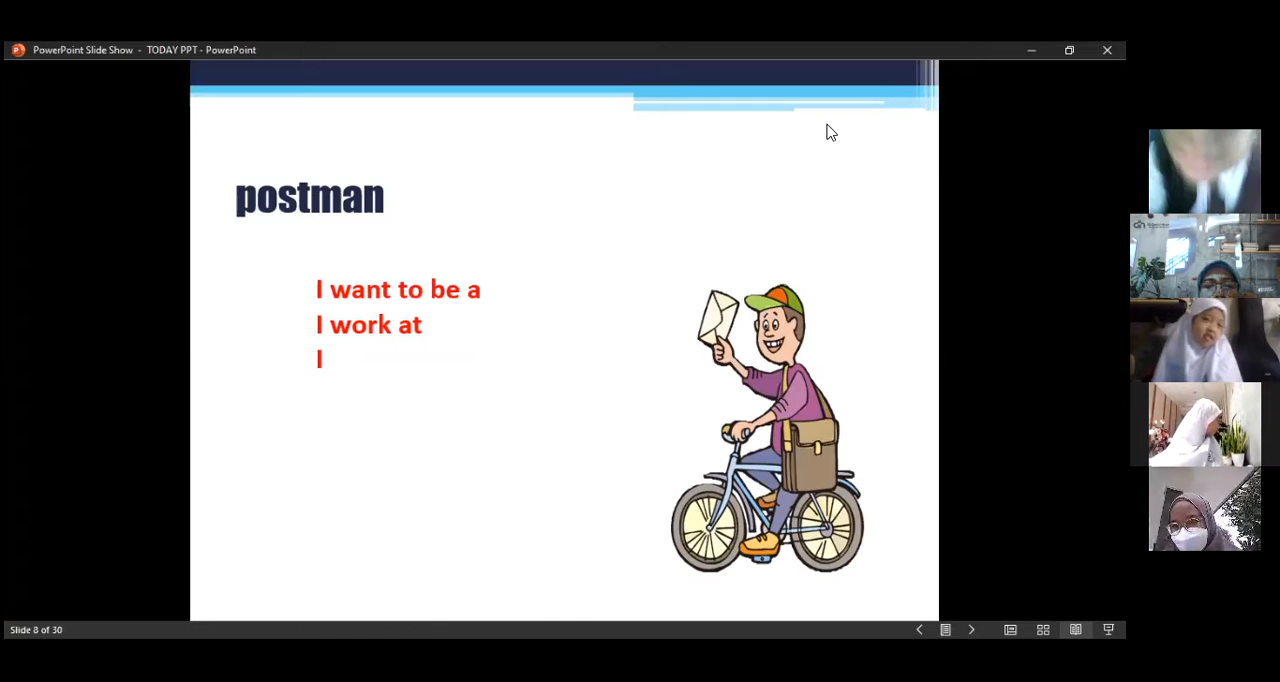 PowerPoint Slide Show - TODAY PPT - PowerPoint
postman
I want to be a
I work at
I
Slide 8 of 30